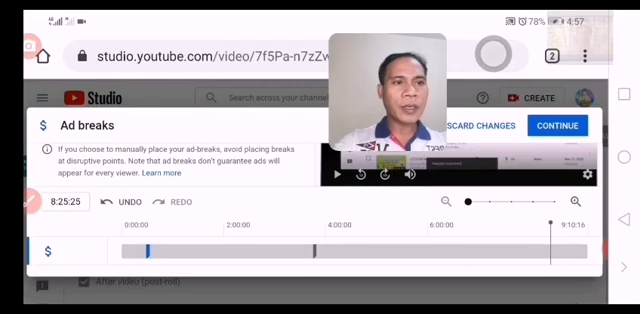 78% 4:57
studio.youtube.com/video/7f5Pa-n7zZw
2
Studio
Search across your channel
CREATE
Ad breaks
SCARD CHANGES
CONTINUE
If you choose to manually place your ad-breaks, avoid placing breaks
at disruptive points. Note that ad breaks don't guarantee ads will
appear for every viewer. Learn more
8:25:25
UNDO
REDO
0:00:00
2:00:00
4:00:00
6:00:00
9:10:16
$
After video (post-roll)